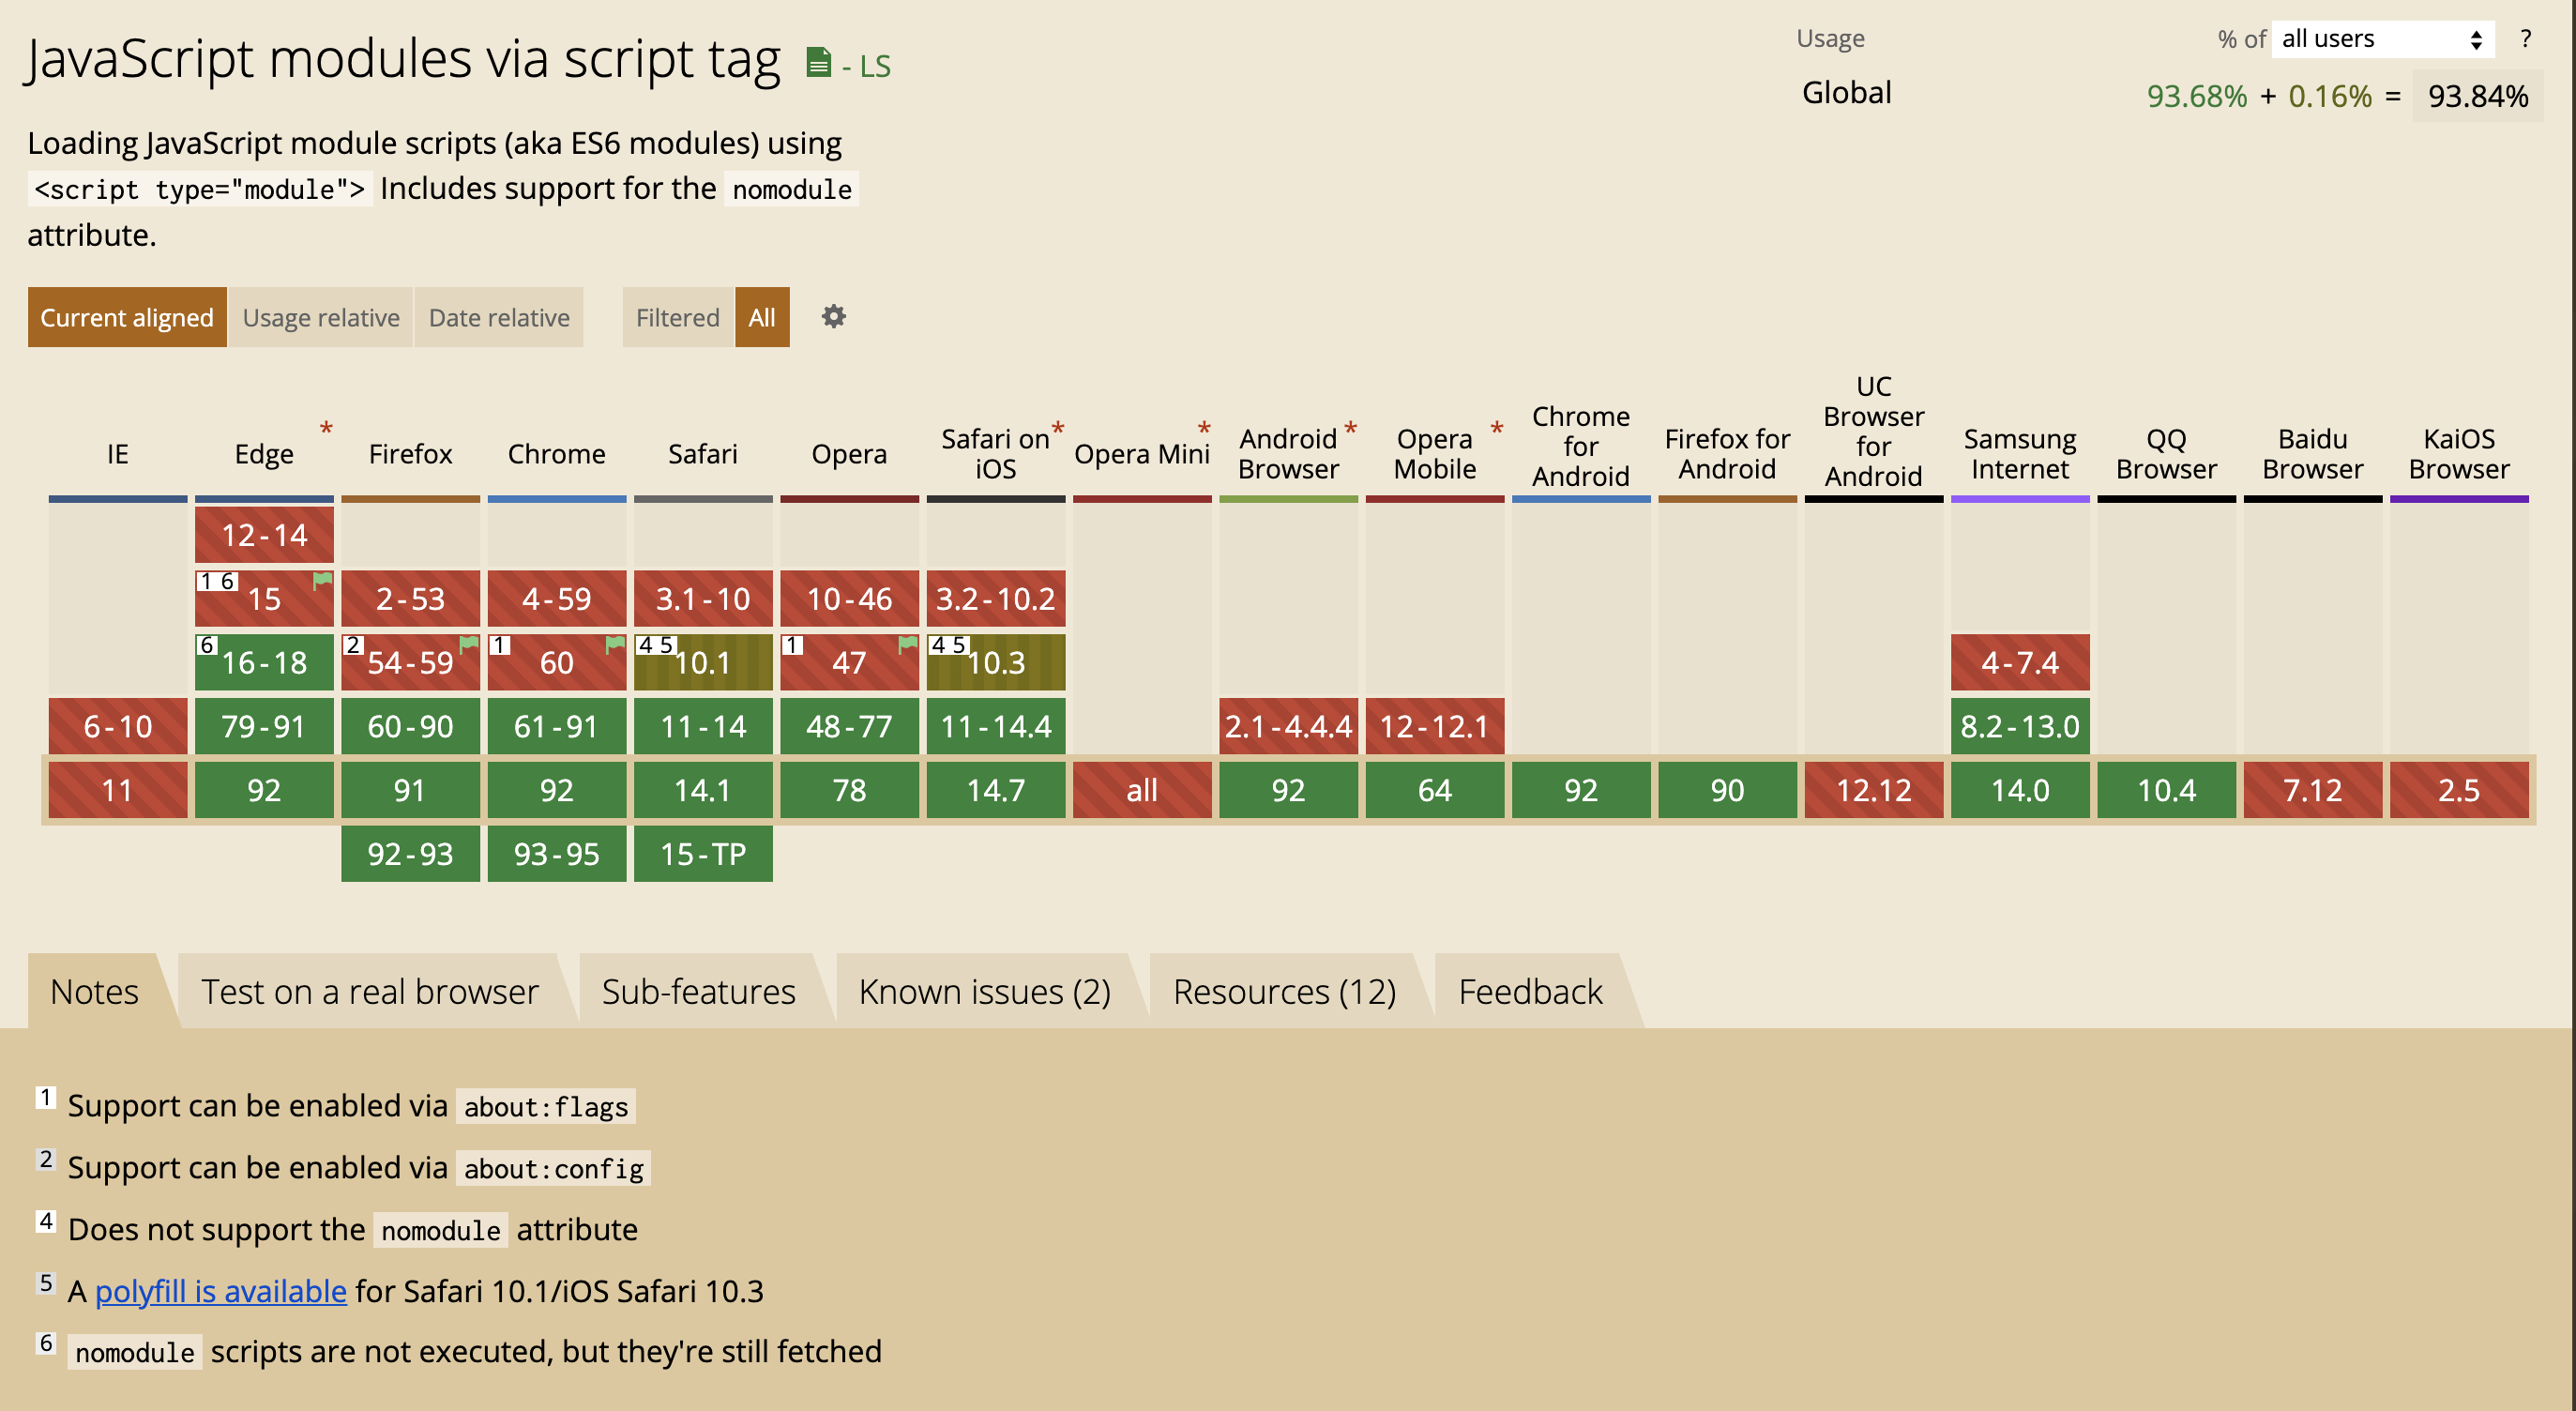 JavaScript modules via script tag - LS
Usage % of all users ?
Global 93.68% + 0.16% = 93.84%
Loading JavaScript module scripts (aka ES6 modules) using
<script type="module"> Includes support for the nomodule
attribute.
Current aligned Usage relative Date relative Filtered All
IE
Edge *
Firefox
Chrome
Safari
Opera
Safari on *
iOS
Opera Mini *
Android *
Browser
Opera *
Mobile
Chrome
for
Android
Firefox for
Android
UC
Browser
for
Android
Samsung
Internet
QQ
Browser
Baidu
Browser
KaiOS
Browser
12-14
1 6 15 2-53 4-59 3.1-10 10-46 3.2-10.2
6 16-18 2 54-59 1 60 4 5 10.1 1 47 4 5 10.3 4-7.4
6-10 79-91 60-90 61-91 11-14 48-77 11-14.4 2.1-4.4.4 12-12.1 8.2-13.0
11 92 91 92 14.1 78 14.7 all 92 64 92 90 12.12 14.0 10.4 7.12 2.5
92-93 93-95 15-TP
Notes Test on a real browser Sub-features Known issues (2) Resources (12) Feedback
1 Support can be enabled via about:flags
2 Support can be enabled via about:config
4 Does not support the nomodule attribute
5 A polyfill is available for Safari 10.1/iOS Safari 10.3
6 nomodule scripts are not executed, but they're still fetched